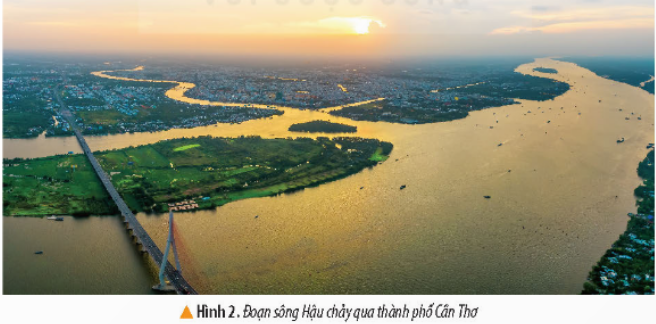 ▲ Hình 2. Đoạn sông Hậu chảy qua thành phố Cần Thơ